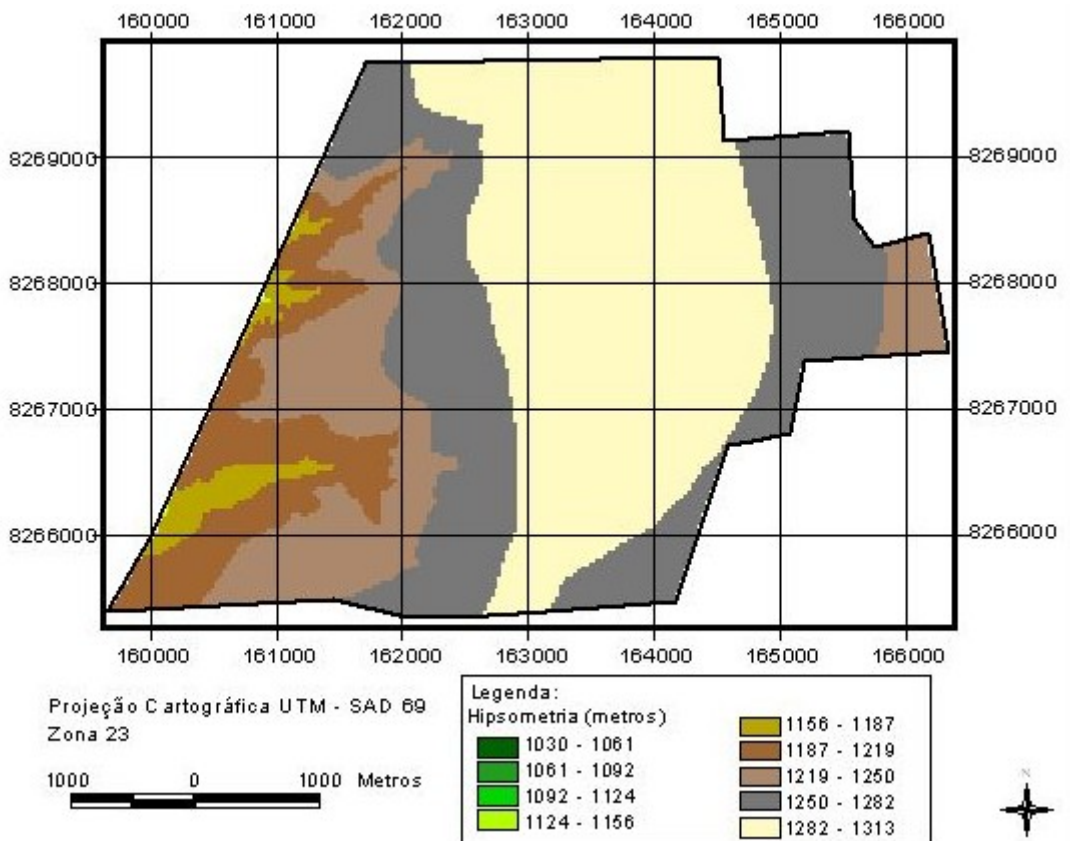 160000 161000 162000 163000 164000 165000 166000
8269000 8269000
8268000 8268000
8267000 8267000
8266000 8266000
160000 161000 162000 163000 164000 165000 166000
Projeção Cartográfica UTM - SAD 69
Zona 23
1000 0 1000 Metros
Legenda:
Hipsometria (metros)
1030 - 1061
1061 - 1092
1092 - 1124
1124 - 1156
1156 - 1187
1187 - 1219
1219 - 1250
1250 - 1282
1282 - 1313
N